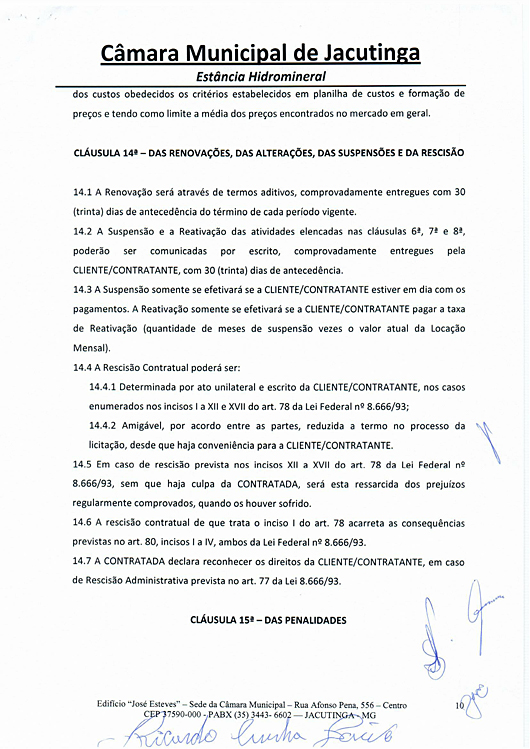 Câmara Municipal de Jacutinga
Estância Hidromineral
dos custos obedecidos os critérios estabelecidos em planilha de custos e formação de
preços e tendo como limite a média dos preços encontrados no mercado em geral.
CLÁUSULA 14ª – DAS RENOVAÇÕES, DAS ALTERAÇÕES, DAS SUSPENSÕES E DA RESCISÃO
14.1 A Renovação será através de termos aditivos, comprovadamente entregues com 30
(trinta) dias de antecedência do término de cada período vigente.
14.2 A Suspensão e a Reativação das atividades elencadas nas cláusulas 6ª, 7ª e 8ª,
poderão ser comunicadas por escrito, comprovadamente entregues pela
CLIENTE/CONTRATANTE, com 30 (trinta) dias de antecedência.
14.3 A Suspensão somente se efetivará se a CLIENTE/CONTRATANTE estiver em dia com os
pagamentos. A Reativação somente se efetivará se a CLIENTE/CONTRATANTE pagar a taxa
de Reativação (quantidade de meses de suspensão vezes o valor atual da Locação
Mensal).
14.4 A Rescisão Contratual poderá ser:
14.4.1 Determinada por ato unilateral e escrito da CLIENTE/CONTRATANTE, nos casos
enumerados nos incisos I a XII e XVII do art. 78 da Lei Federal nº 8.666/93;
14.4.2 Amigável, por acordo entre as partes, reduzida a termo no processo da
licitação, desde que haja conveniência para a CLIENTE/CONTRATANTE.
14.5 Em caso de rescisão prevista nos incisos XII a XVII do art. 78 da Lei Federal nº
8.666/93, sem que haja culpa da CONTRATADA, será esta ressarcida dos prejuízos
regularmente comprovados, quando os houver sofrido.
14.6 A rescisão contratual de que trata o inciso I do art. 78 acarreta as consequências
previstas no art. 80, incisos I a IV, ambos da Lei Federal nº 8.666/93.
14.7 A CONTRATADA declara reconhecer os direitos da CLIENTE/CONTRATANTE, em caso
de Rescisão Administrativa prevista no art. 77 da Lei 8.666/93.
CLÁUSULA 15ª – DAS PENALIDADES
Edifício “José Esteves” – Sede da Câmara Municipal – Rua Afonso Pena, 556 – Centro
CEP 37590-000 - PABX (35) 3443- 6602 — JACUTINGA - MG
10
Ricardo Cunha